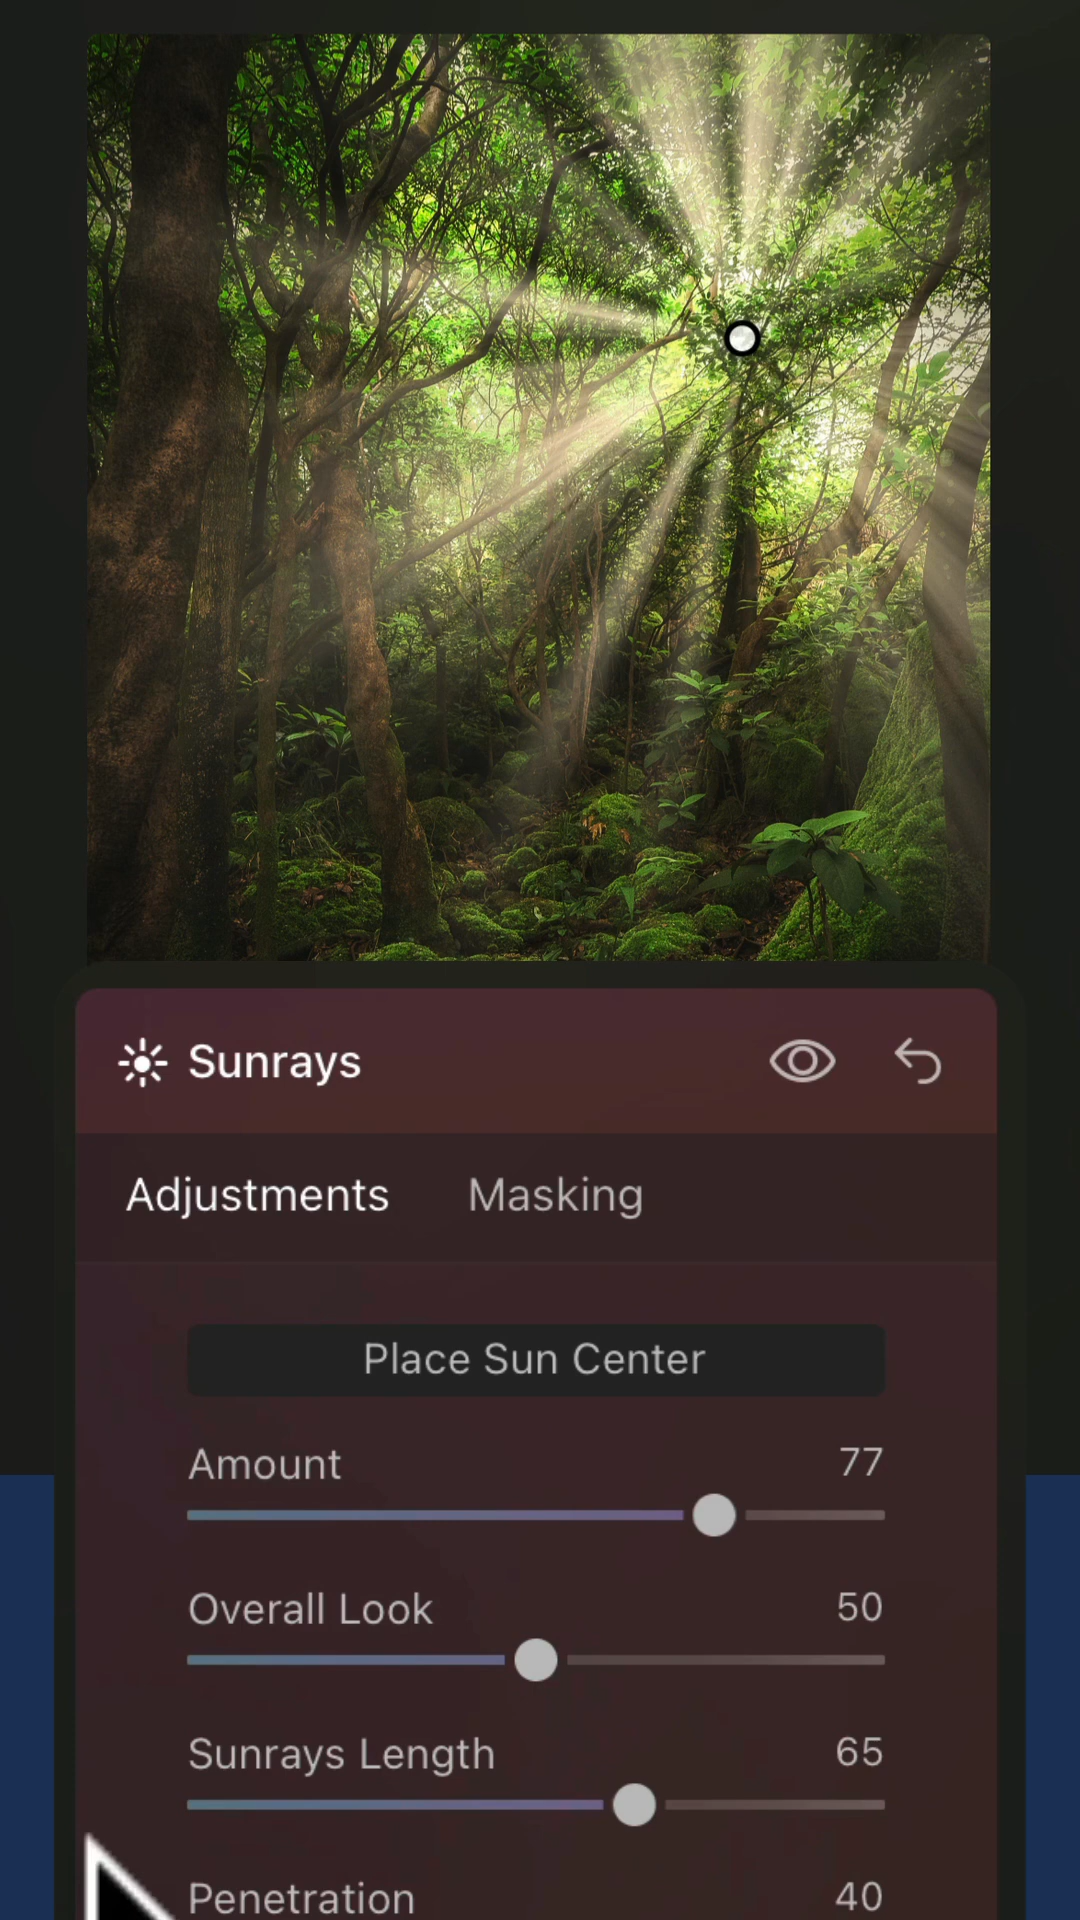 Sunrays
Adjustments Masking
Place Sun Center
Amount 77
Overall Look 50
Sunrays Length 65
Penetration 40